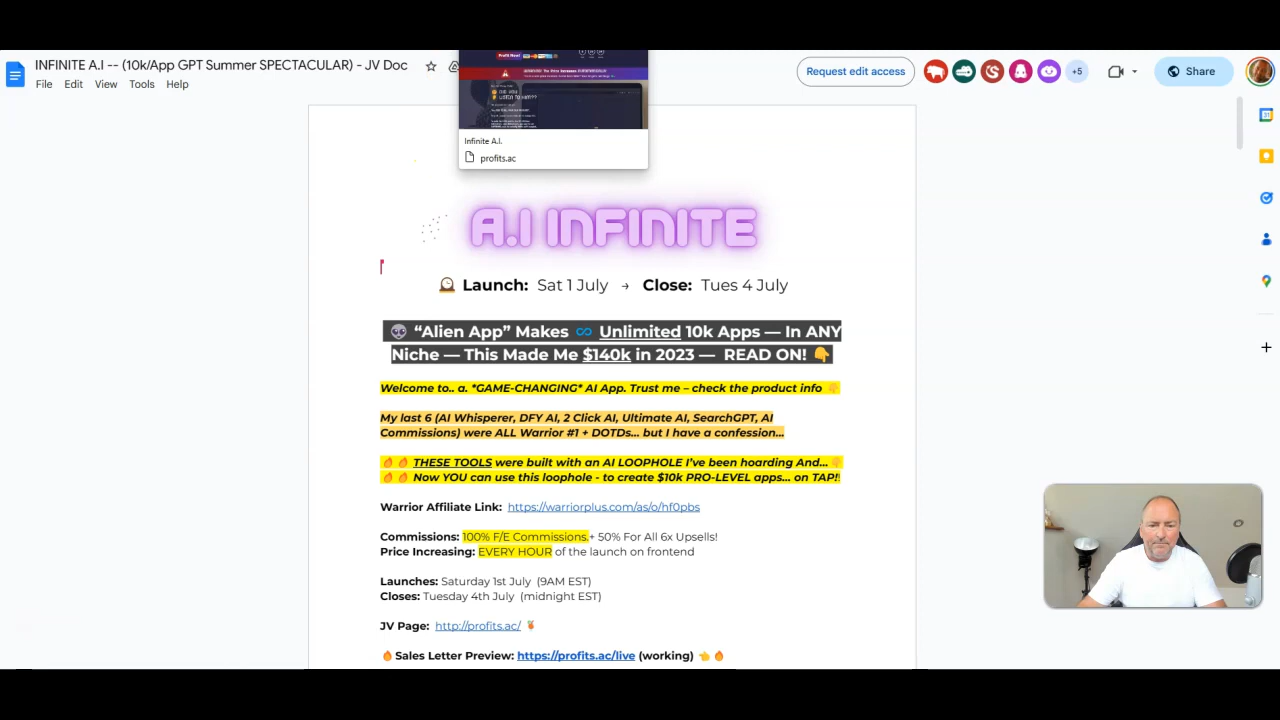 INFINITE A.I -- (10k/App GPT Summer SPECTACULAR) - JV Doc
File Edit View Tools Help
Request edit access
+5
Share
Infinite A.I.
profits.ac
A.I INFINITE
Launch: Sat 1 July → Close: Tues 4 July
👽 “Alien App” Makes ♾ Unlimited 10k Apps — In ANY
Niche — This Made Me $140k in 2023 — READ ON! 👇
Welcome to.. a. *GAME-CHANGING* AI App. Trust me – check the product info 👇
My last 6 (AI Whisperer, DFY AI, 2 Click AI, Ultimate AI, SearchGPT, AI
Commissions) were ALL Warrior #1 + DOTDs... but I have a confession...
🔥 🔥 THESE TOOLS were built with an AI LOOPHOLE I’ve been hoarding And... 👇
🔥 🔥 Now YOU can use this loophole - to create $10k PRO-LEVEL apps... on TAP!!
Warrior Affiliate Link: https://warriorplus.com/as/o/hf0pbs
Commissions: 100% F/E Commissions.+ 50% For All 6x Upsells!
Price Increasing: EVERY HOUR of the launch on frontend
Launches: Saturday 1st July (9AM EST)
Closes: Tuesday 4th July (midnight EST)
JV Page: http://profits.ac/
🔥Sales Letter Preview: https://profits.ac/live (working) 👈 🔥